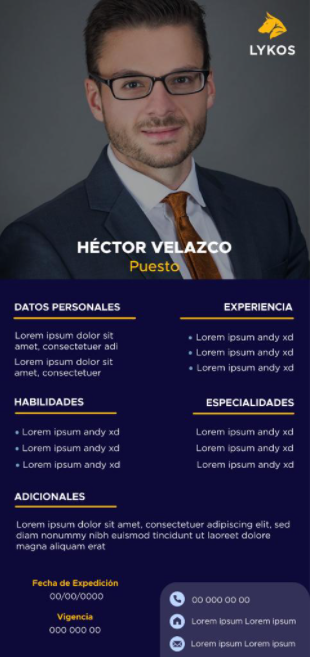 LYKOS
HÉCTOR VELAZCO
Puesto
DATOS PERSONALES
Lorem ipsum dolor sit
amet, consectetuer adi
Lorem ipsum dolor sit
amet, consectetuer
EXPERIENCIA
• Lorem ipsum andy xd
• Lorem ipsum andy xd
• Lorem ipsum andy xd
HABILIDADES
• Lorem ipsum andy xd
• Lorem ipsum andy xd
• Lorem ipsum andy xd
ESPECIALIDADES
Lorem ipsum andy xd
Lorem ipsum andy xd
Lorem ipsum andy xd
ADICIONALES
Lorem ipsum dolor sit amet, consectetuer adipiscing elit, sed
diam nonummy nibh euismod tincidunt ut laoreet dolore
magna aliquam erat
Fecha de Expedición
00/00/0000
Vigencia
000 000 00
00 000 00 00
Lorem ipsum Lorem ipsum
Lorem ipsum Lorem ipsum